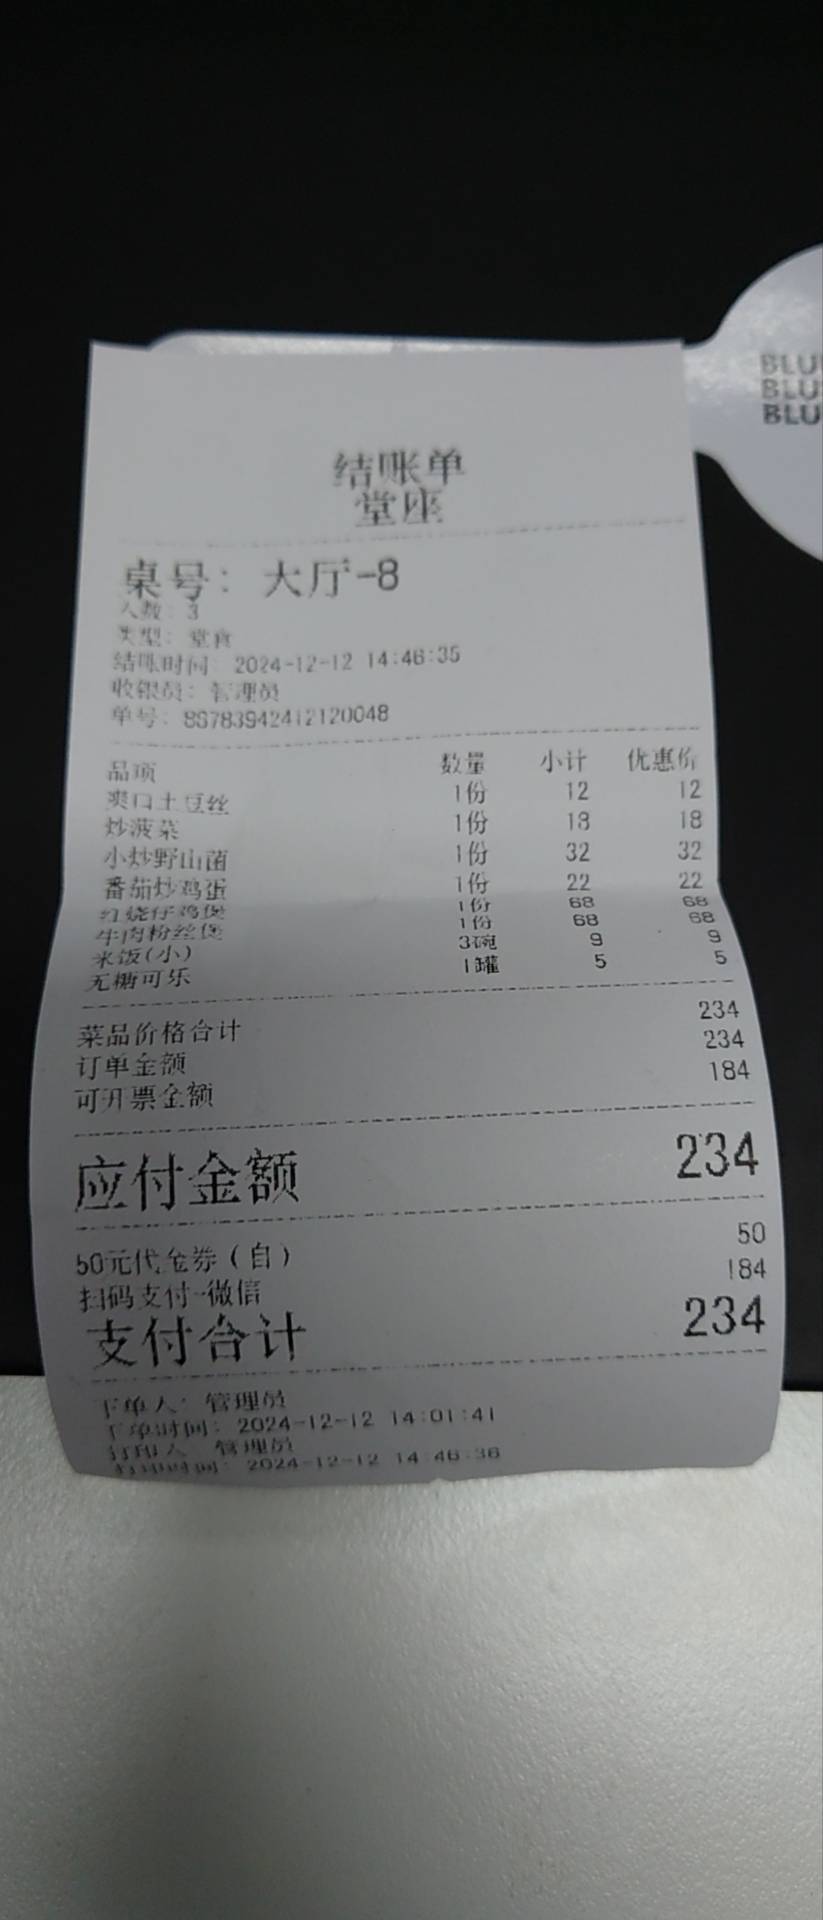 结账单
堂座
桌号: 大厅-8
人数: 3
类型: 堂食
结账时间: 2024-12-12 14:46:35
收银员: 管理员
单号: 86783942412120048
品项 数量 小计 优惠价
爽口土豆丝 1份 12 12
炒菠菜 1份 18 18
小炒野山菌 1份 32 32
番茄炒鸡蛋 1份 22 22
红烧仔鸡煲 1份 68 68
牛肉粉丝煲 1份 68 68
米饭(小) 3碗 9 9
无糖可乐 1罐 5 5
菜品价格合计 234
订单金额 234
可开票金额 184
应付金额 234
50元代金券(自) 50
扫码支付-微信 184
支付合计 234
下单人: 管理员
下单时间: 2024-12-12 14:01:41
打印人 管理员
打印时间: 2024-12-12 14:46:36
BLU
BLU
BLU